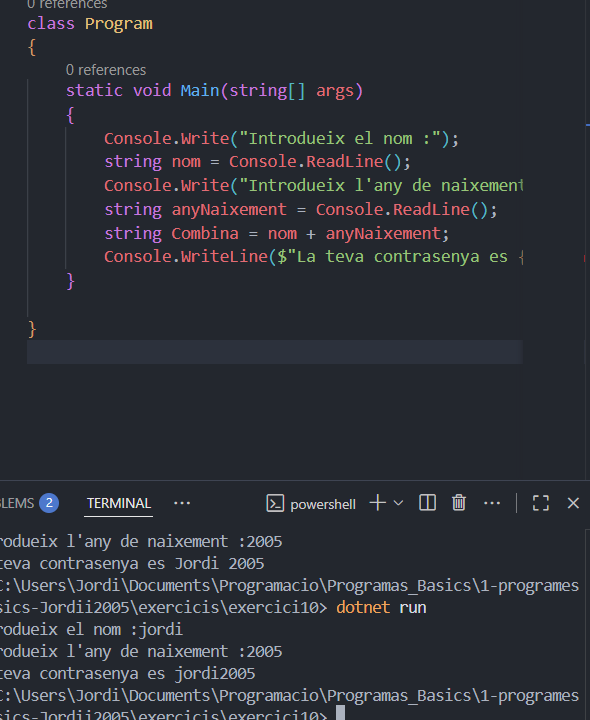 0 references
class Program
{
0 references
static void Main(string[] args)
{
Console.Write("Introdueix el nom :");
string nom = Console.ReadLine();
Console.Write("Introdueix l'any de naixement
string anyNaixement = Console.ReadLine();
string Combina = nom + anyNaixement;
Console.WriteLine($"La teva contrasenya es {
}
}
LEMS 2 TERMINAL ··· powershell
rodueix l'any de naixement :2005
teva contrasenya es Jordi 2005
C:\Users\Jordi\Documents\Programacio\Programas_Basics\1-programes
sics-Jordii2005\exercicis\exercici10> dotnet run
rodueix el nom :jordi
rodueix l'any de naixement :2005
teva contrasenya es jordi2005
C:\Users\Jordi\Documents\Programacio\Programas_Basics\1-programes
sics-Jordii2005\exercicis\exercici10>